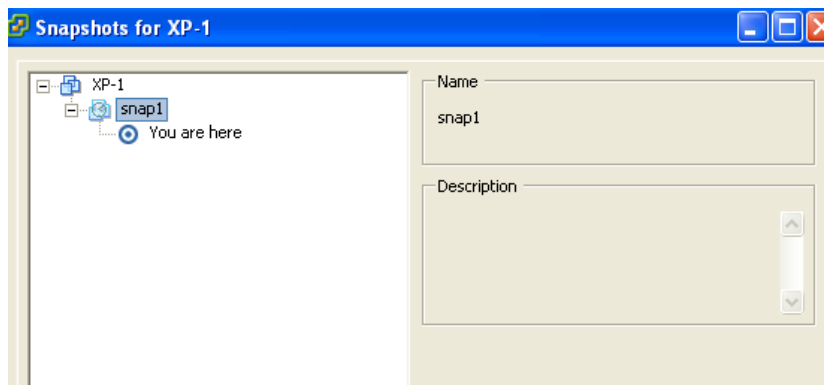 Snapshots for XP-1
XP-1
snap1
You are here
Name
snap1
Description